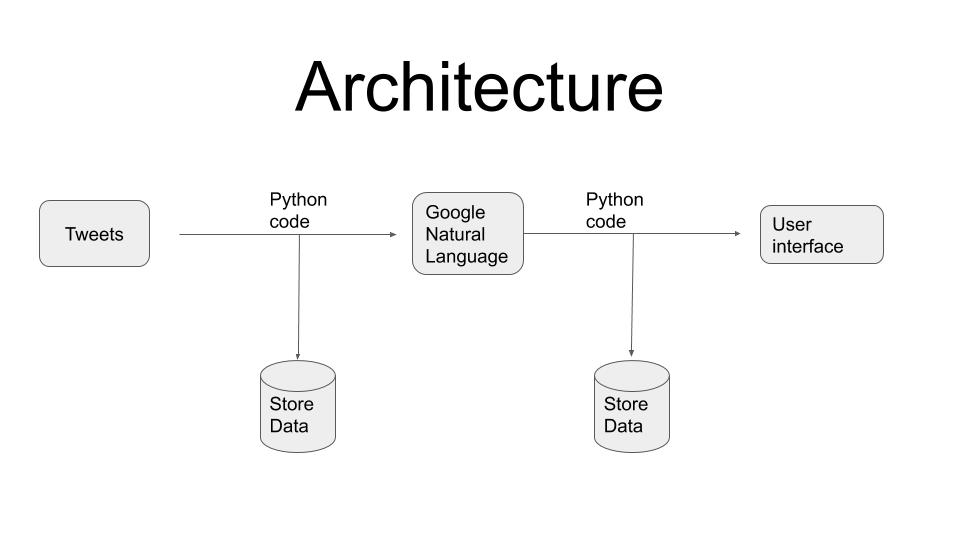 Architecture
Tweets
Python
code
Google
Natural
Language
Python
code
User
interface
Store
Data
Store
Data